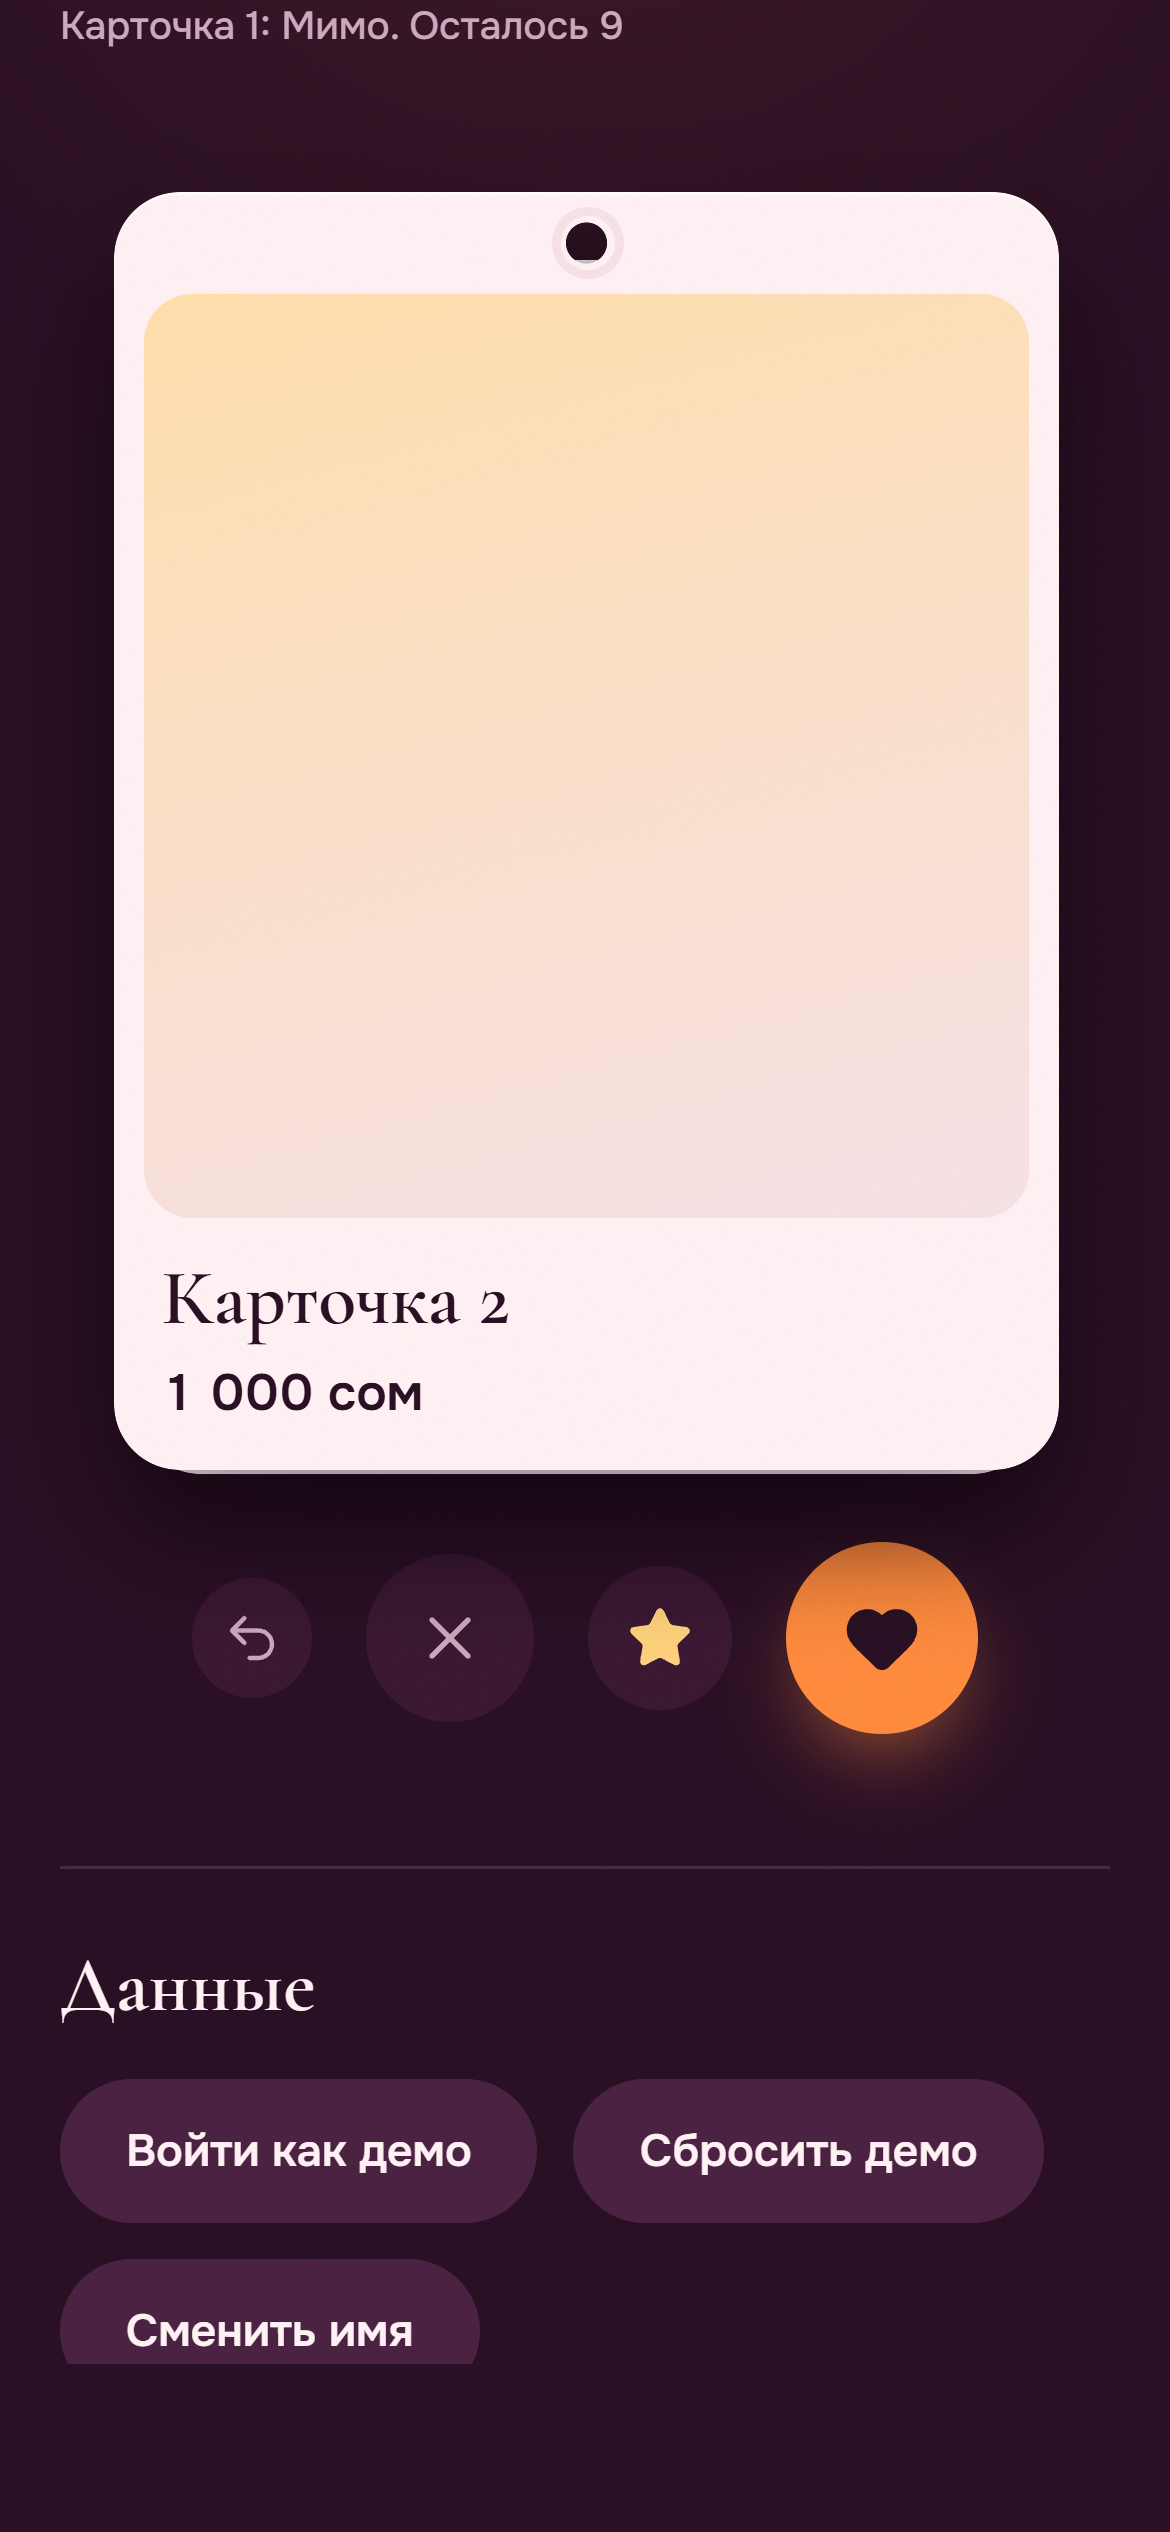 Карточка 1: Мимо. Осталось 9
Карточка 2
1 000 сом
Данные
Войти как демо
Сбросить демо
Сменить имя